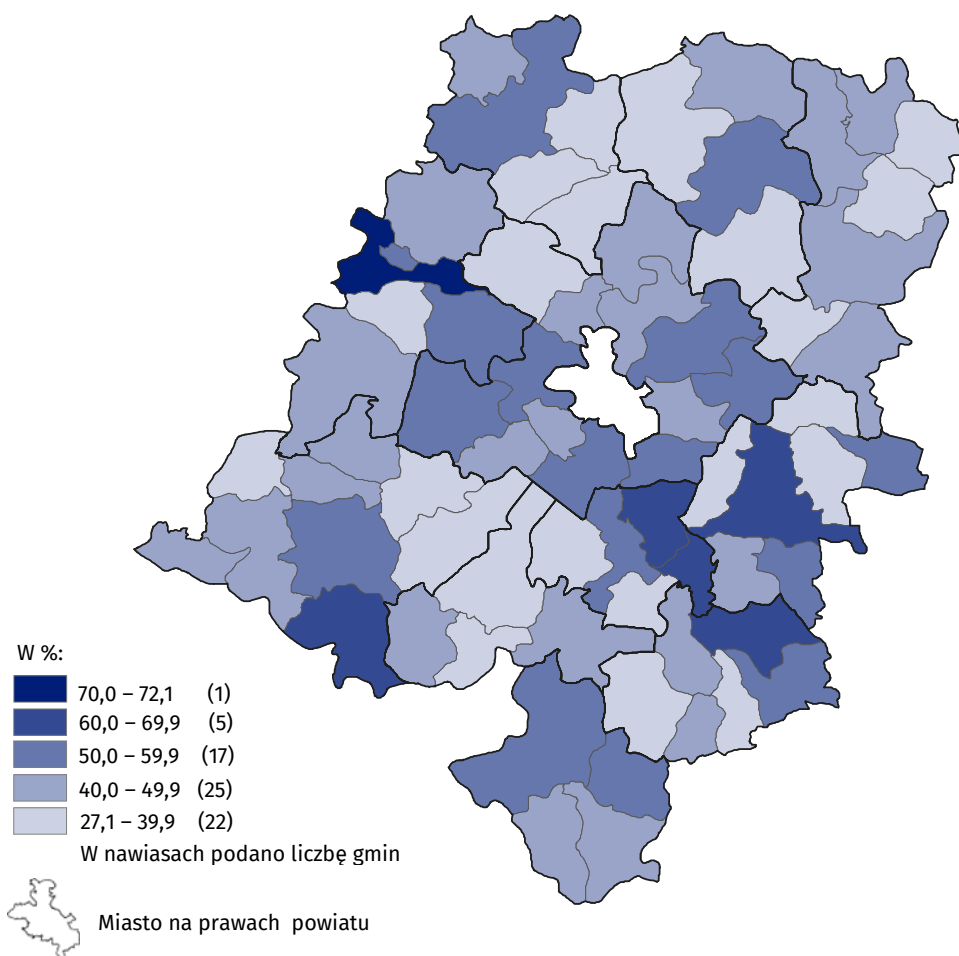 W %:
70,0 – 72,1 (1)
60,0 – 69,9 (5)
50,0 – 59,9 (17)
40,0 – 49,9 (25)
27,1 – 39,9 (22)
W nawiasach podano liczbę gmin
Miasto na prawach powiatu